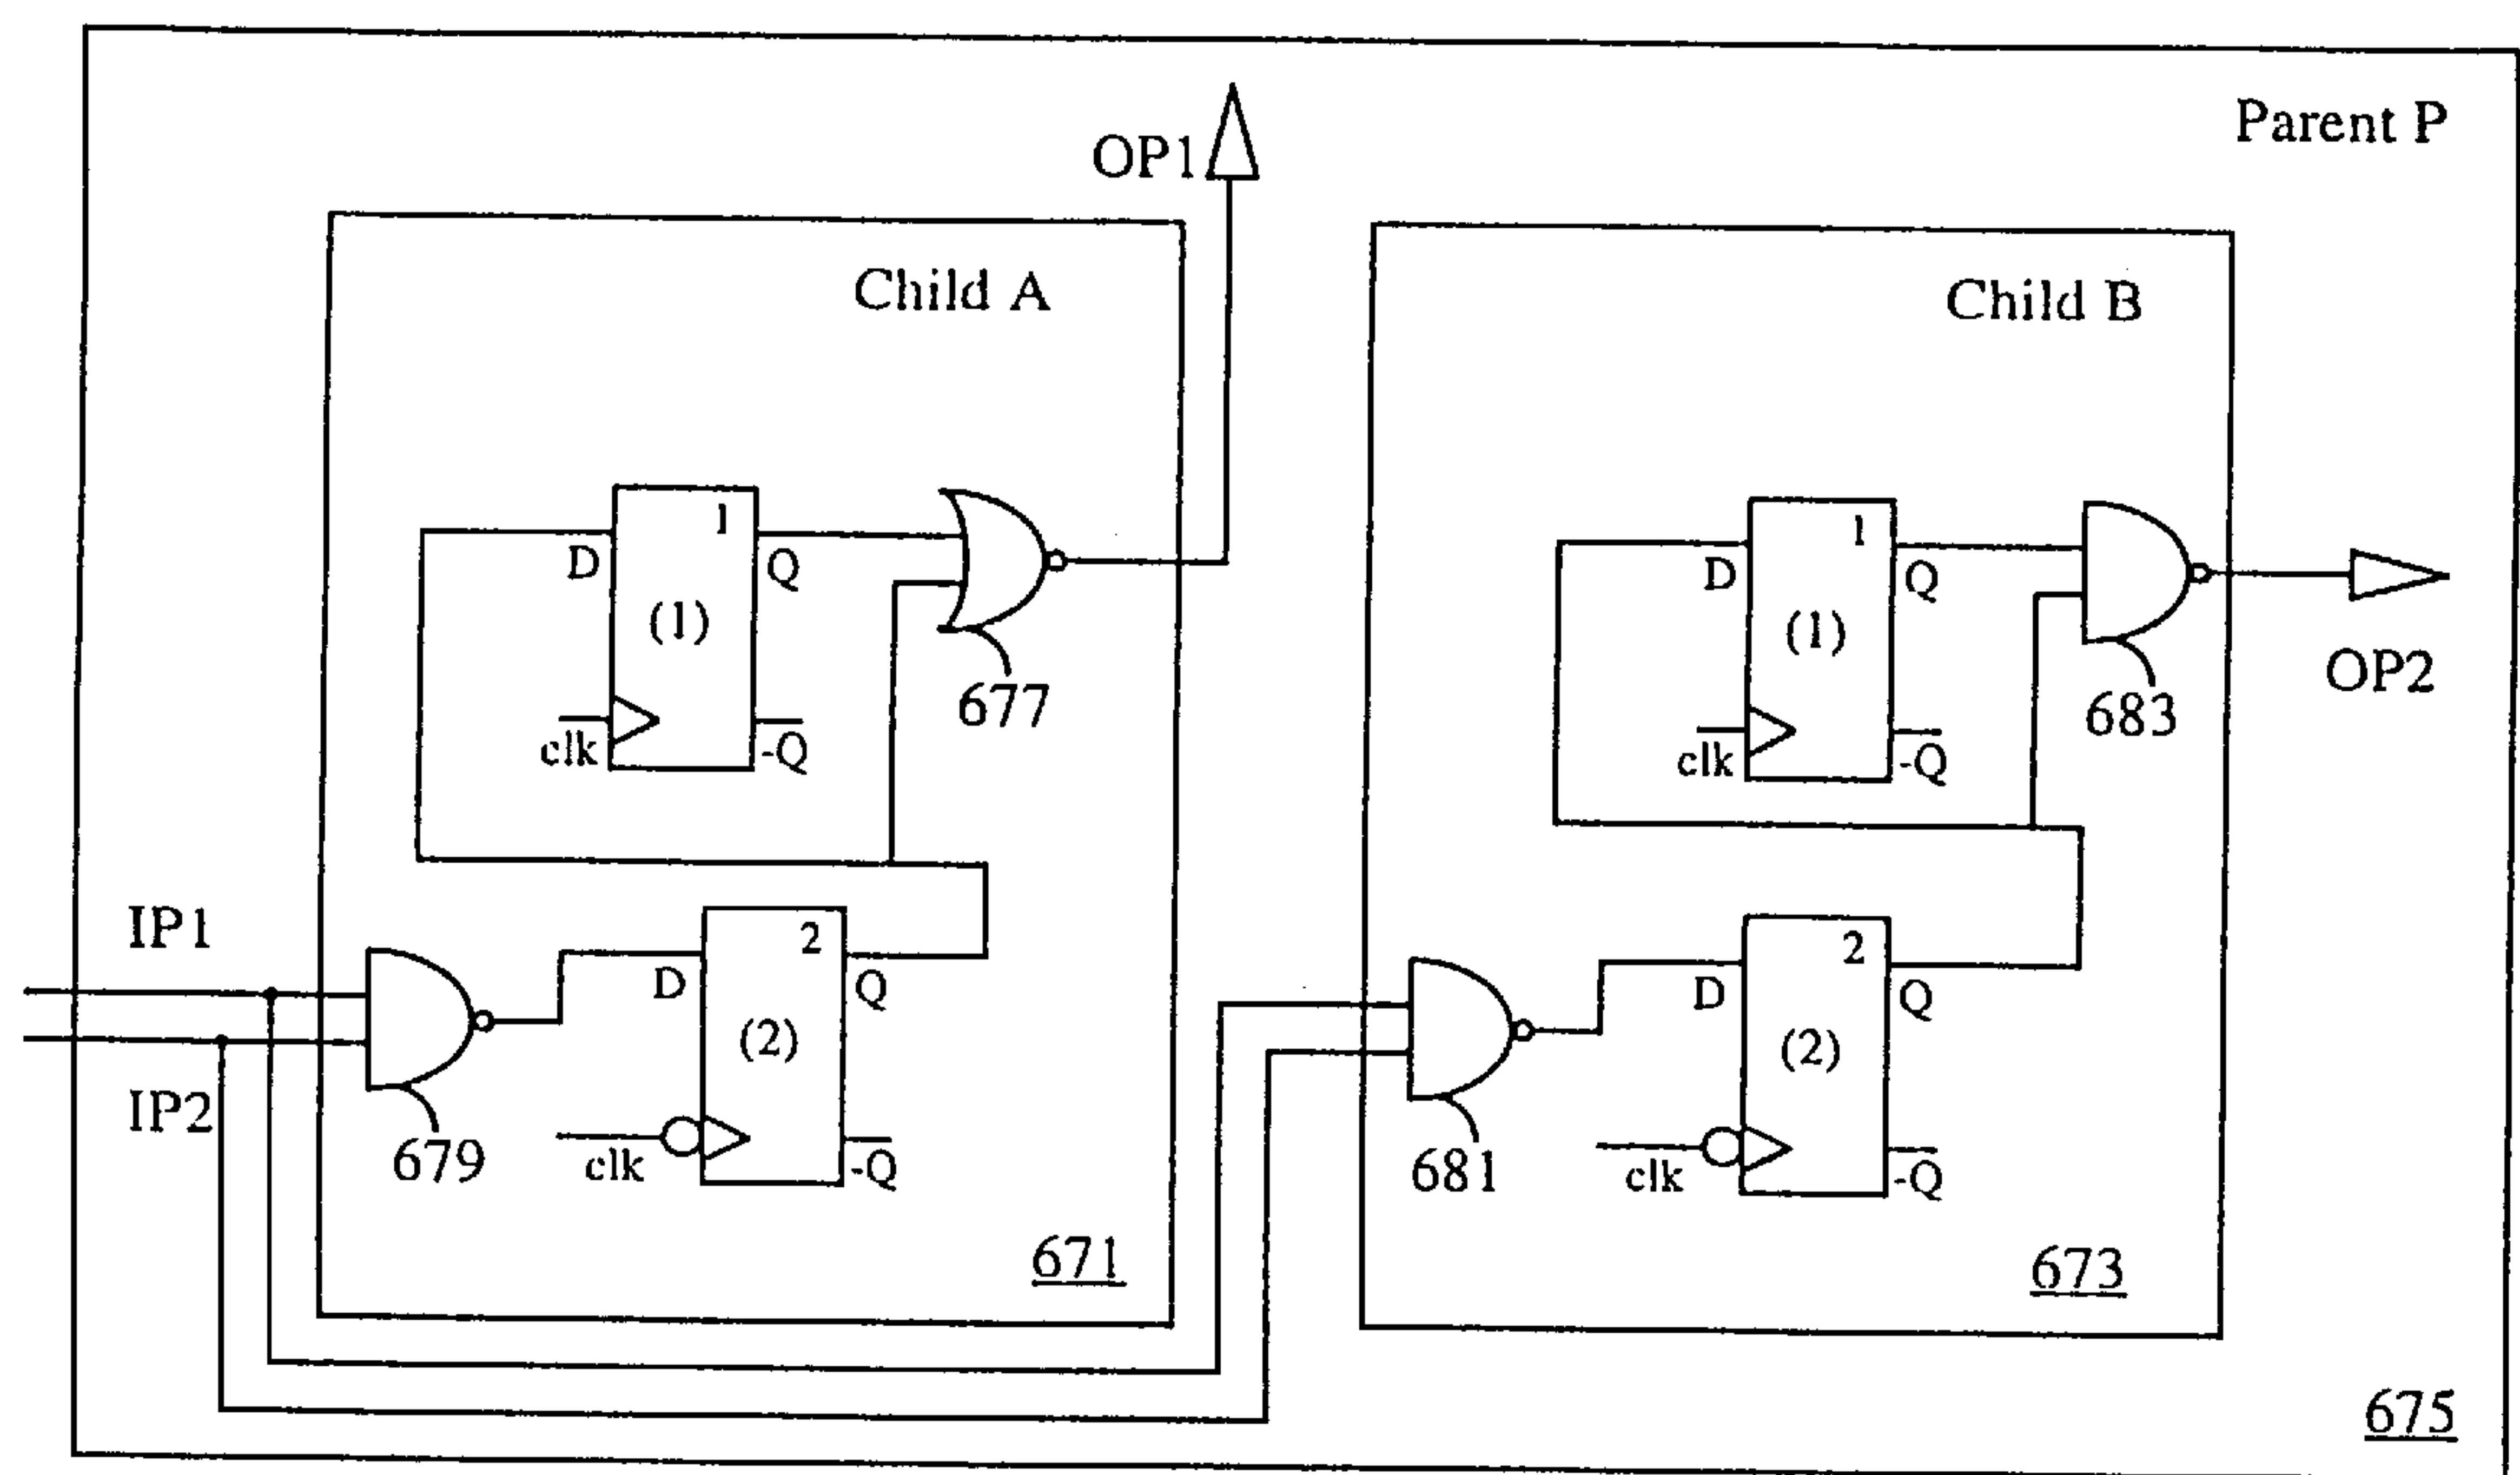 Parent P
OP1
Child A
Child B
1
D
Q
(1)
clk
-Q
677
1
D
Q
(1)
clk
-Q
683
OP2
IP1
IP2
679
2
D
Q
(2)
clk
-Q
671
681
2
D
Q
(2)
clk
-Q
673
675